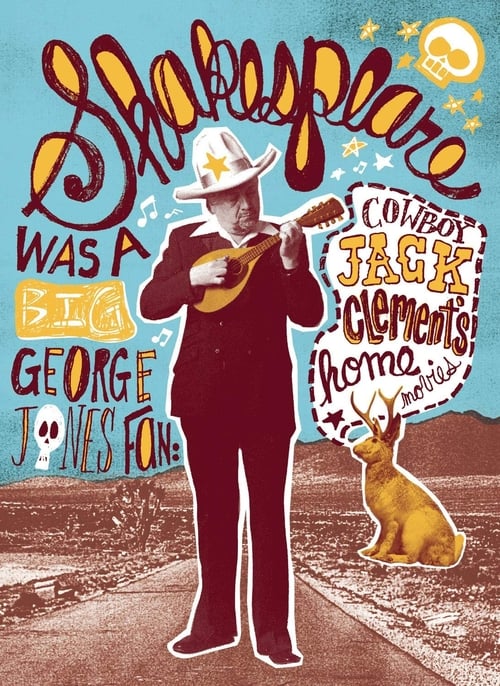 Shakespeare
WAS A
BIG
GEORGE
JONES FAN:
COWBOY
JACK
Clement's
home
movies